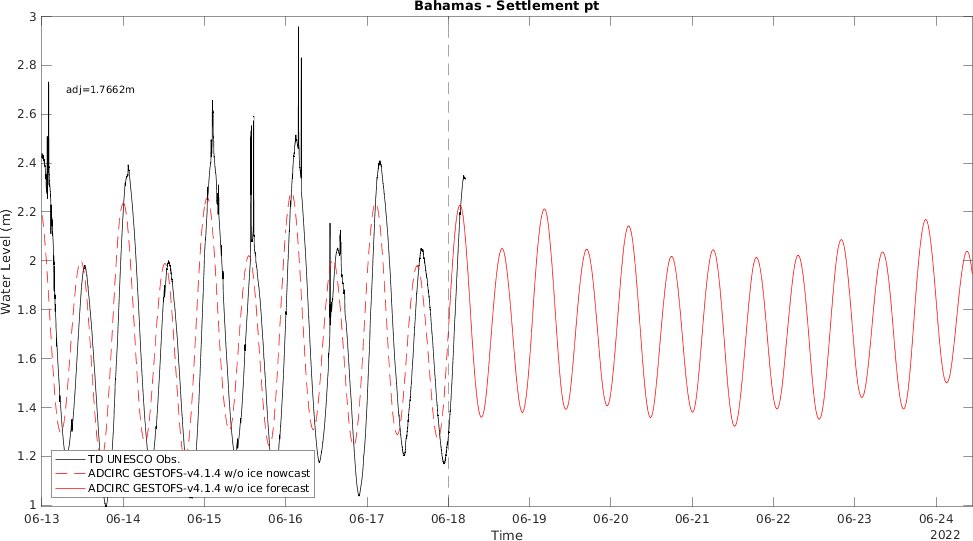 Bahamas - Settlement pt
3
2.8
adj=1.7662m
2.6
2.4
2.2
2
1.8
1.6
1.4
1.2
1
Water Level (m)
TD UNESCO Obs.
ADCIRC GESTOFS-v4.1.4 w/o ice nowcast
ADCIRC GESTOFS-v4.1.4 w/o ice forecast
06-13 06-14 06-15 06-16 06-17 06-18 06-19 06-20 06-21 06-22 06-23 06-24
Time
2022